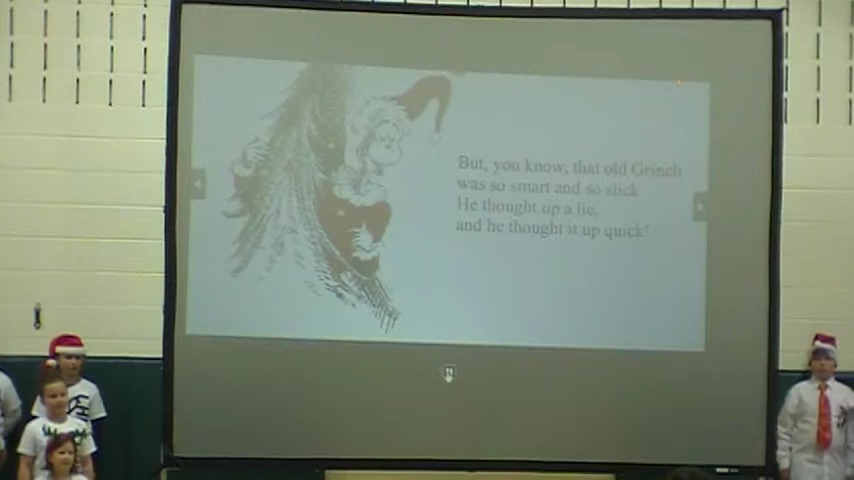 But, you know, that old Grinch
was so smart and so slick
He thought up a lie,
and he thought it up quick!